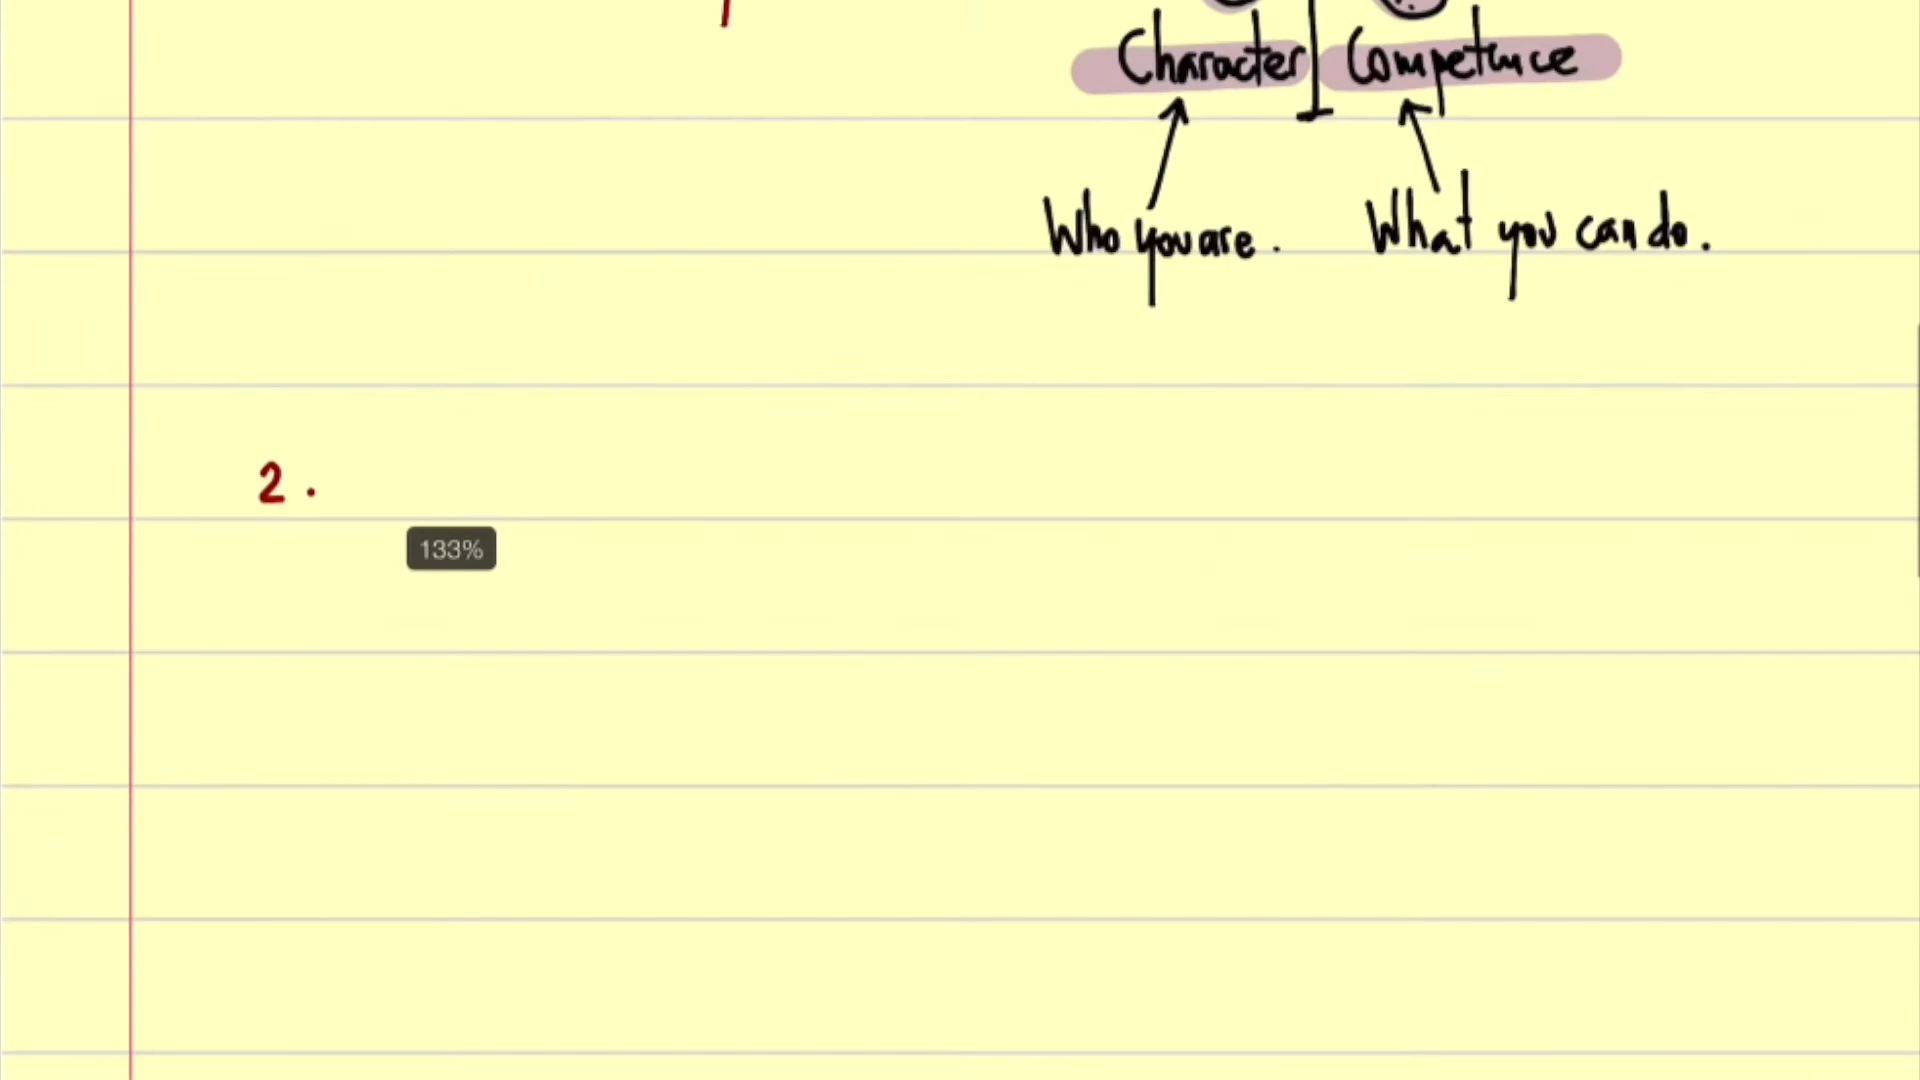 Character Competence
Who you are. What you can do.
2.
133%